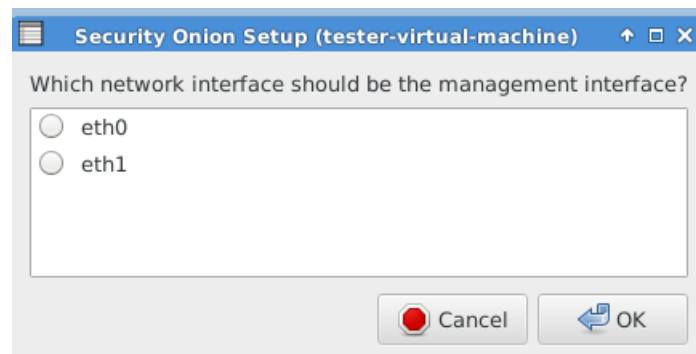 Security Onion Setup (tester-virtual-machine)
Which network interface should be the management interface?
eth0
eth1
Cancel
OK